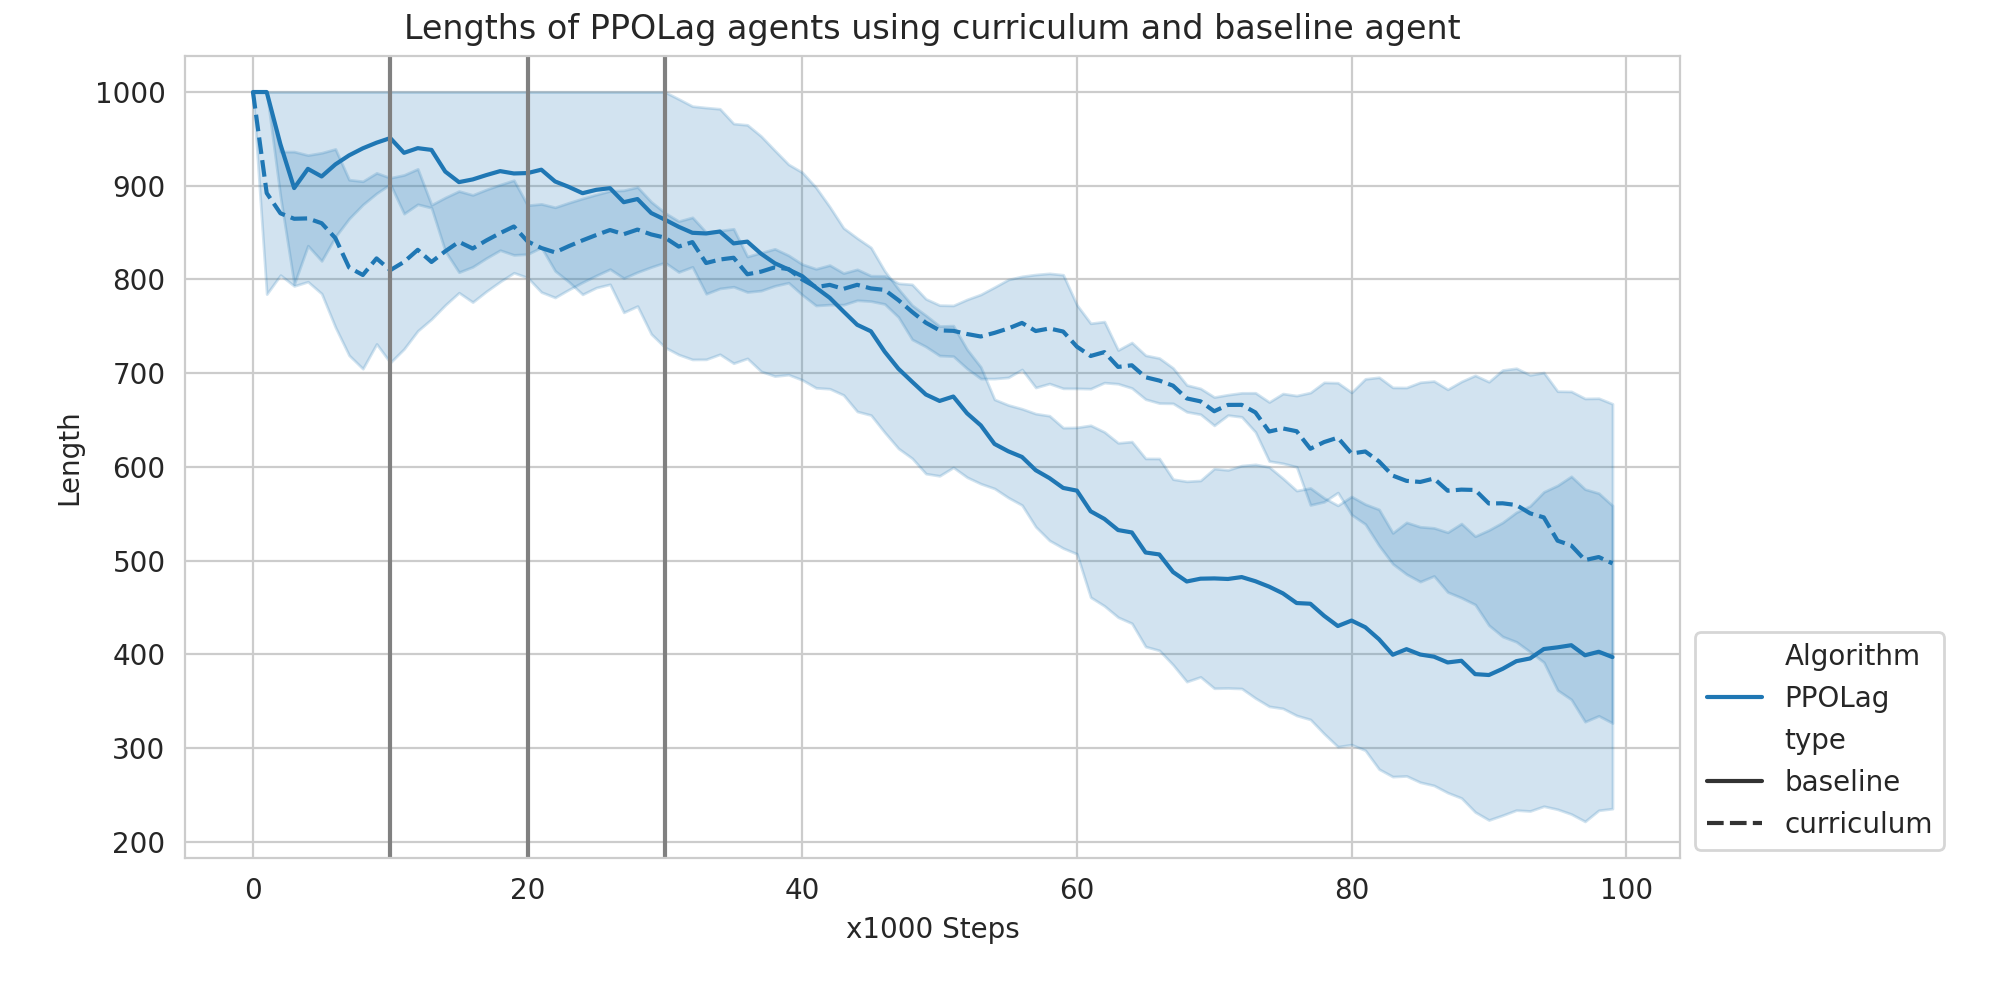 Lengths of PPOLag agents using curriculum and baseline agent
1000
900
800
700
600
500
400
300
200
Length
0 20 40 60 80 100
x1000 Steps
Algorithm
PPOLag
type
baseline
curriculum